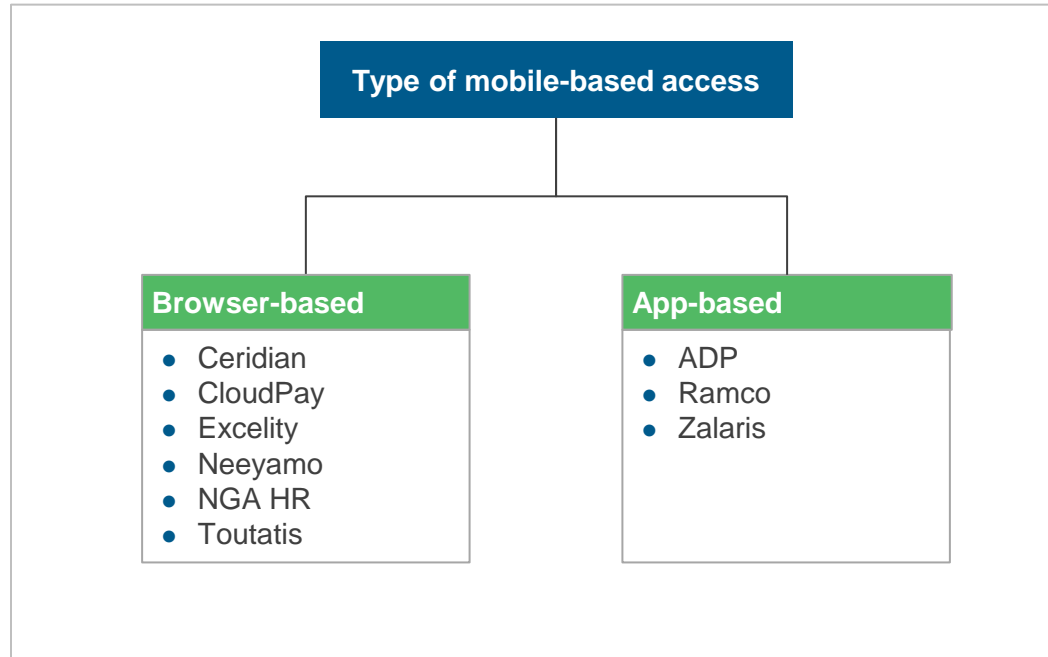 Type of mobile-based access
Browser-based
● Ceridian
● CloudPay
● Excelity
● Neeyamo
● NGA HR
● Toutatis
App-based
● ADP
● Ramco
● Zalaris